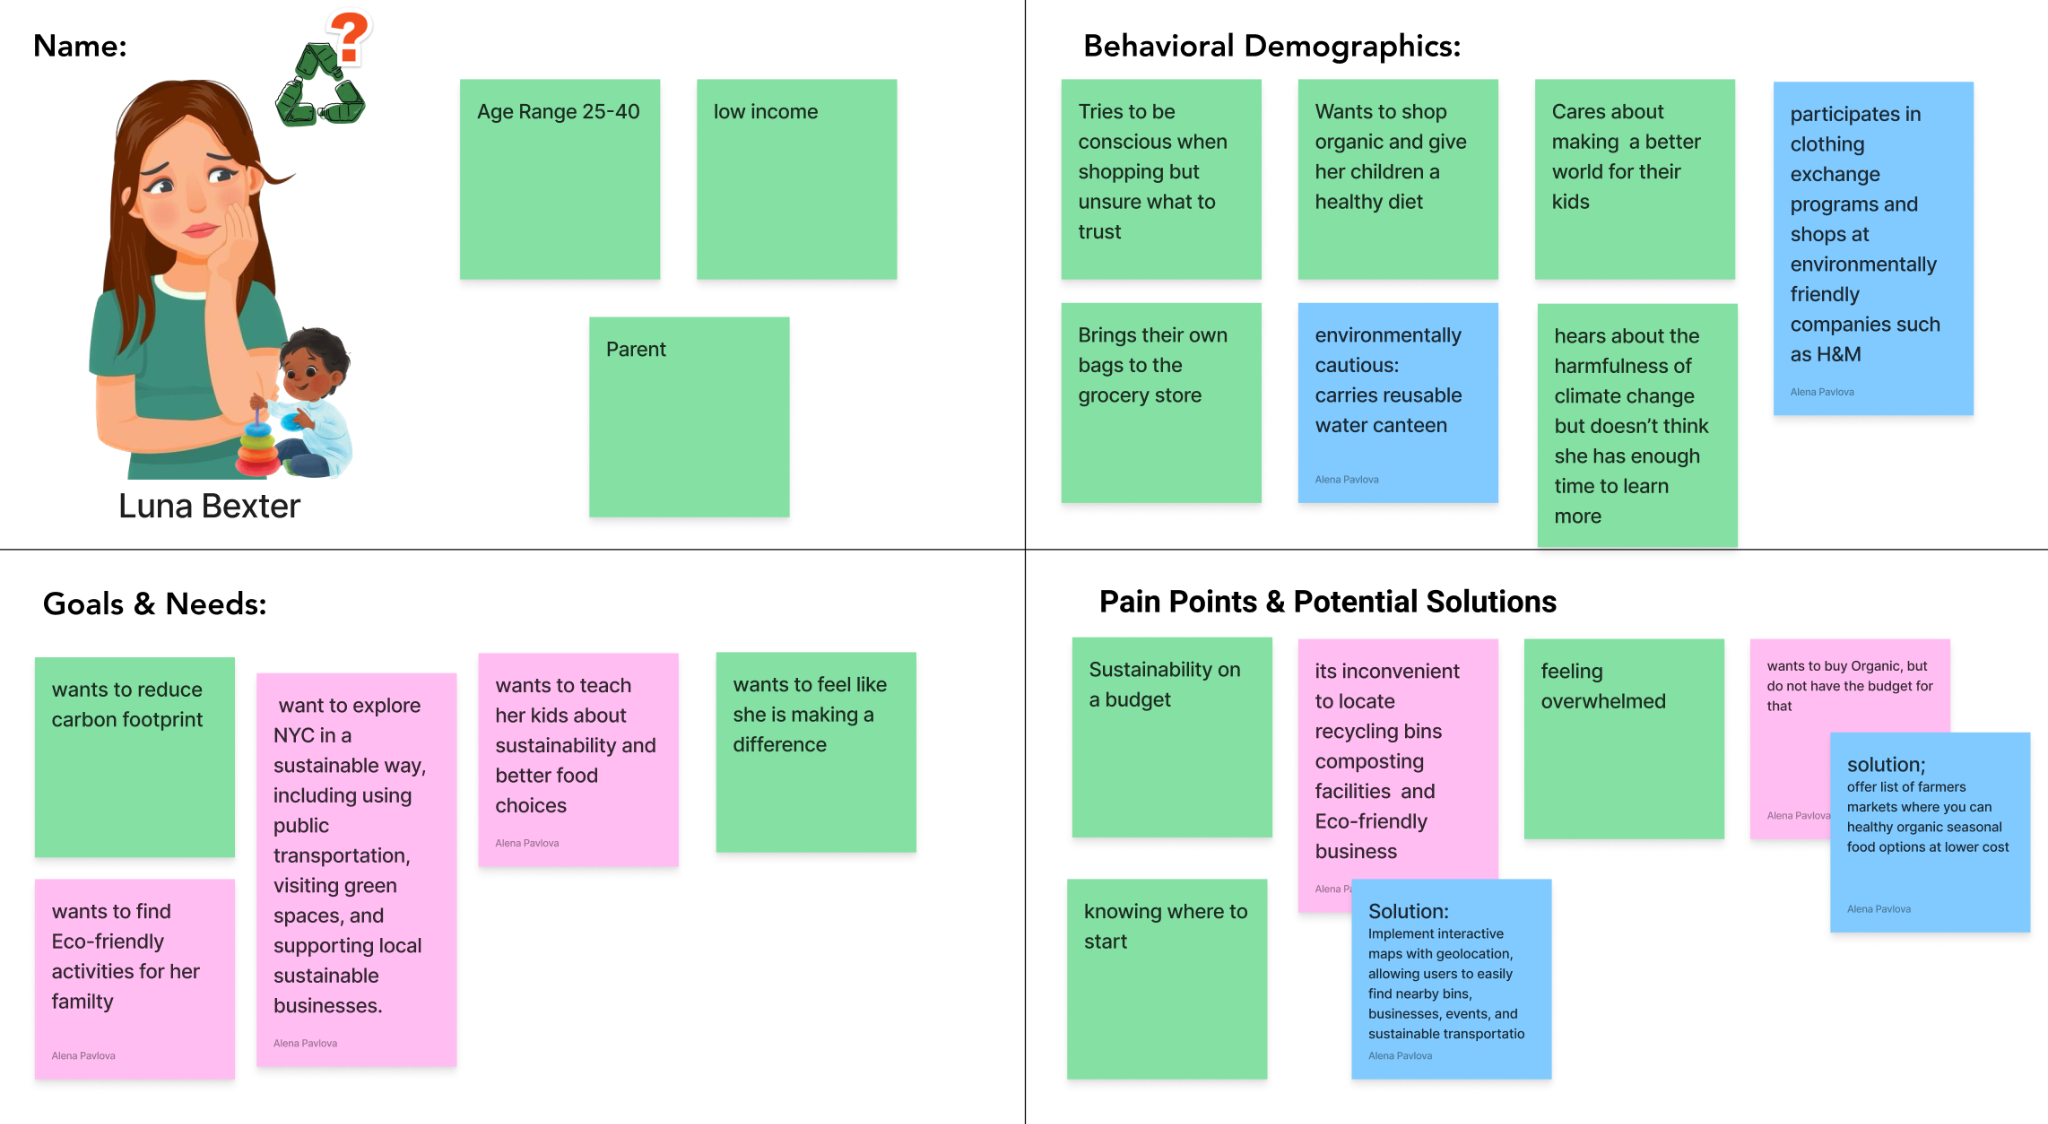 Name:
?
Age Range 25-40
low income
Parent
Luna Bexter
Behavioral Demographics:
Tries to be
conscious when
shopping but
unsure what to
trust
Wants to shop
organic and give
her children a
healthy diet
Cares about
making  a better
world for their
kids
participates in
clothing
exchange
programs and
shops at
environmentally
friendly
companies such
as H&M
Alena Pavlova
Brings their own
bags to the
grocery store
environmentally
cautious:
carries reusable
water canteen
Alena Pavlova
hears about the
harmfulness of
climate change
but doesn't think
she has enough
time to learn
more
Goals & Needs:
wants to reduce
carbon footprint
want to explore
NYC in a
sustainable way,
including using
public
transportation,
visiting green
spaces, and
supporting local
sustainable
businesses.
Alena Pavlova
wants to teach
her kids about
sustainability and
better food
choices
Alena Pavlova
wants to feel like
she is making a
difference
wants to find
Eco-friendly
activities for her
familty
Alena Pavlova
Pain Points & Potential Solutions
Sustainability on
a budget
its inconvenient
to locate
recycling bins
composting
facilities  and
Eco-friendly
business
Alena Pa
feeling
overwhelmed
wants to buy Organic, but
do not have the budget for
that
Alena Pavlova
solution;
offer list of farmers
markets where you can
healthy organic seasonal
food options at lower cost
Alena Pavlova
knowing where to
start
Solution:
Implement interactive
maps with geolocation,
allowing users to easily
find nearby bins,
businesses, events, and
sustainable transportatio
Alena Pavlova